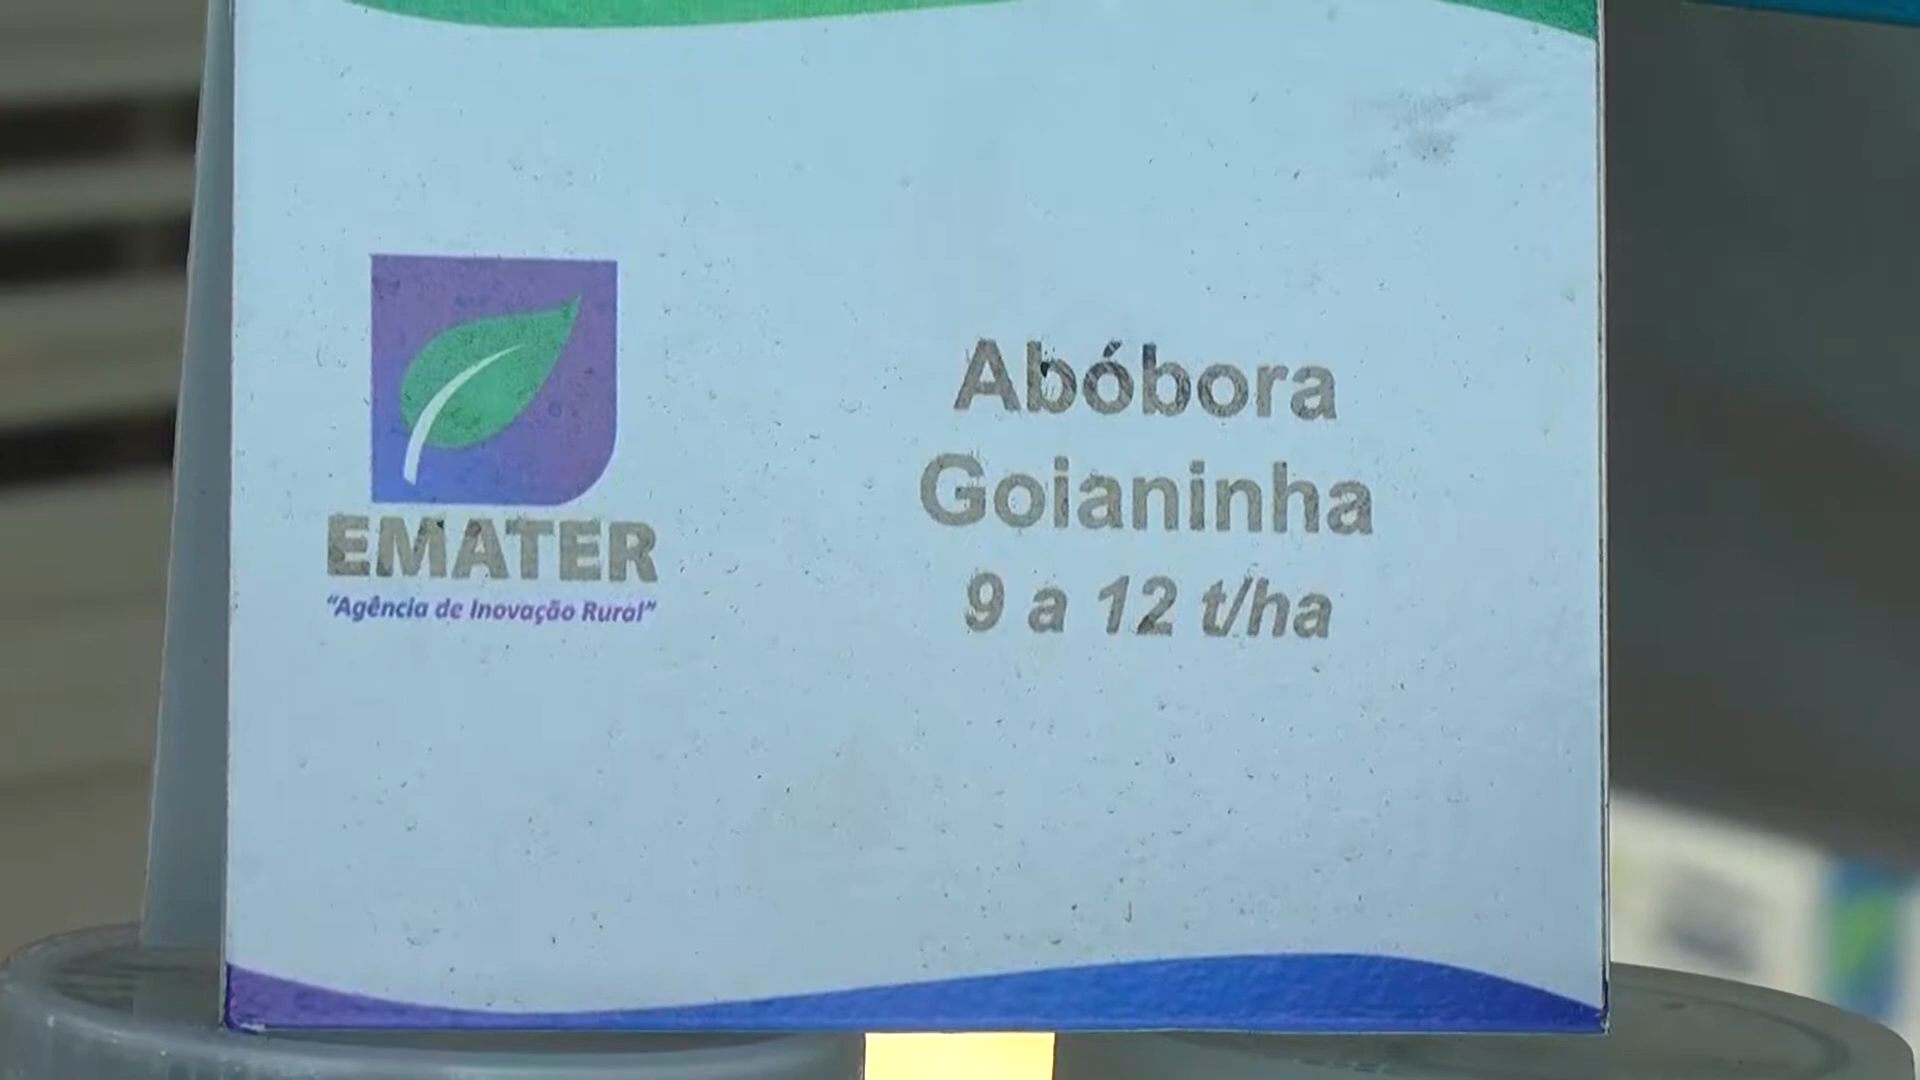 EMATER
“Agência de Inovação Rural”
Abóbora
Goianinha
9 a 12 t/ha